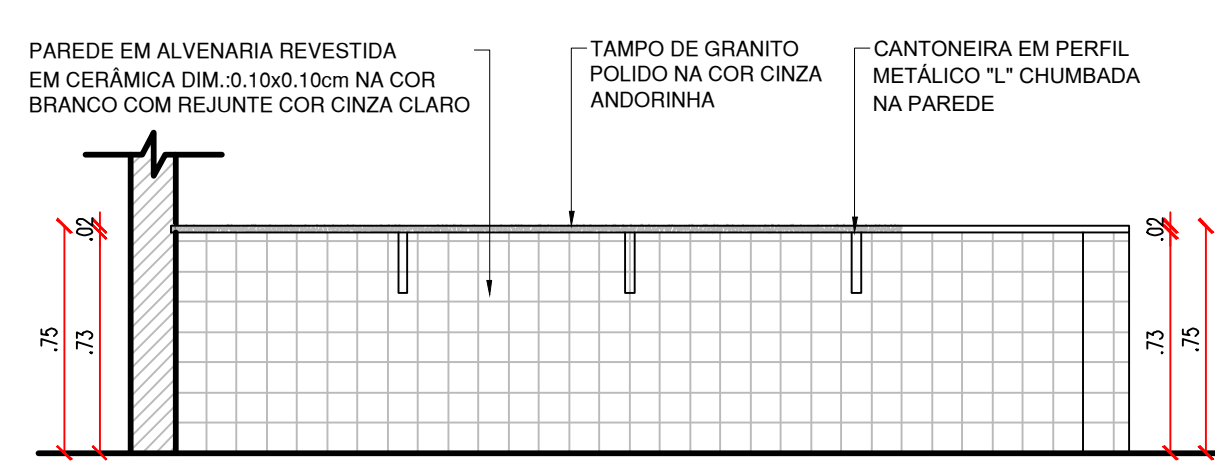 PAREDE EM ALVENARIA REVESTIDA
EM CERÂMICA DIM.:0.10x0.10cm NA COR
BRANCO COM REJUNTE COR CINZA CLARO
TAMPO DE GRANITO
POLIDO NA COR CINZA
ANDORINHA
CANTONEIRA EM PERFIL
METÁLICO "L" CHUMBADA
NA PAREDE
.02
.75
.73
.02
.73
.75